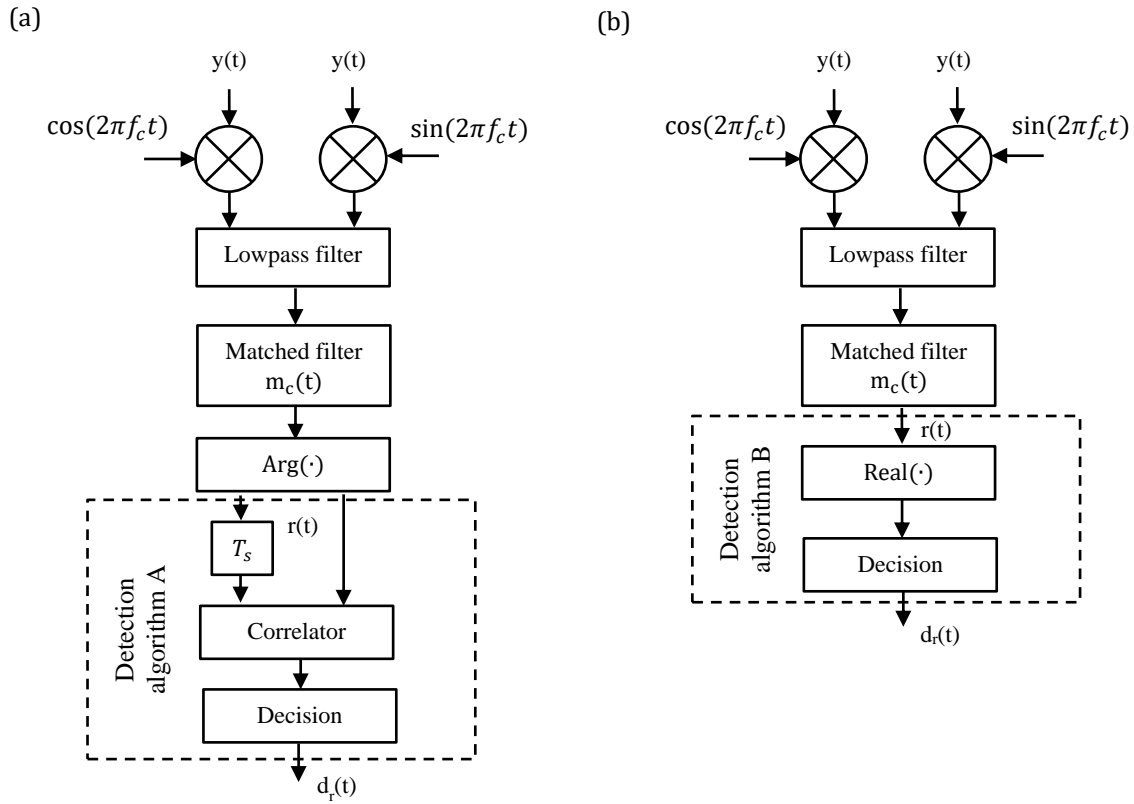 (a)
y(t)
y(t)
cos(2πf_c t)
sin(2πf_c t)
Lowpass filter
Matched filter
m_c(t)
Arg(·)
r(t)
T_s
Correlator
Decision
Detection
algorithm A
d_r(t)
(b)
y(t)
y(t)
cos(2πf_c t)
sin(2πf_c t)
Lowpass filter
Matched filter
m_c(t)
r(t)
Real(·)
Decision
Detection
algorithm B
d_r(t)